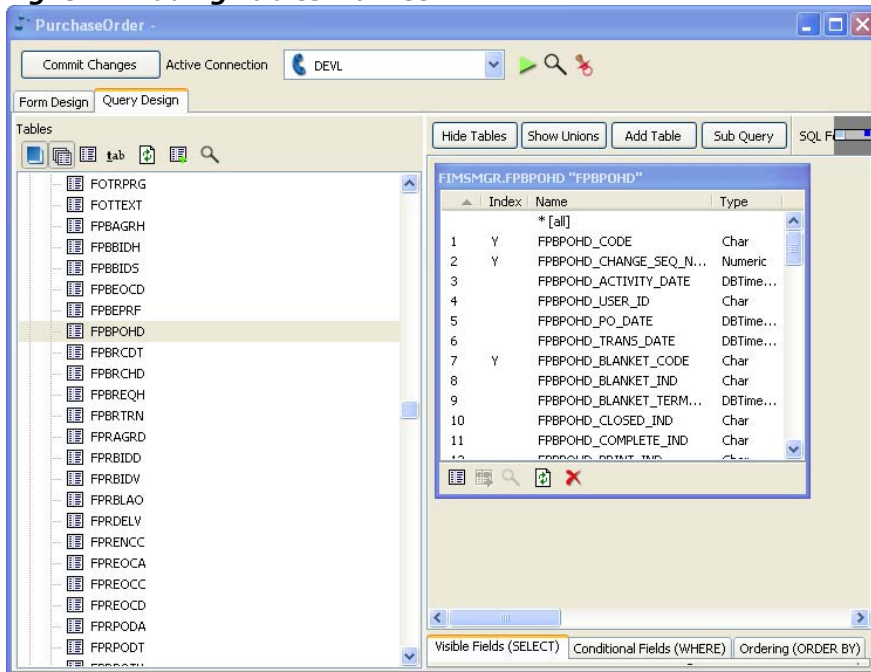 PurchaseOrder -
Commit Changes Active Connection DEVL
Form Design Query Design
Tables
tab
FOTRPRG
FOTTEXT
FPBAGRH
FPBBIDH
FPBBIDS
FPBEOCD
FPBEPRF
FPBPOHD
FPBRCDT
FPBRCHD
FPBREQH
FPBRTRN
FPRAGRD
FPRBIDD
FPRBIDV
FPRBLAO
FPRDELV
FPRENCC
FPREOCA
FPREOCC
FPREOCD
FPRPODA
FPRPODT
Hide Tables Show Unions Add Table Sub Query SQL
FIMSMGR.FPBPOHD "FPBPOHD"
Index Name Type
* [all]
1 Y FPBPOHD_CODE Char
2 Y FPBPOHD_CHANGE_SEQ_N... Numeric
3 FPBPOHD_ACTIVITY_DATE DBTime...
4 FPBPOHD_USER_ID Char
5 FPBPOHD_PO_DATE DBTime...
6 FPBPOHD_TRANS_DATE DBTime...
7 Y FPBPOHD_BLANKET_CODE Char
8 FPBPOHD_BLANKET_IND Char
9 FPBPOHD_BLANKET_TERM... DBTime...
10 FPBPOHD_CLOSED_IND Char
11 FPBPOHD_COMPLETE_IND Char
Visible Fields (SELECT) Conditional Fields (WHERE) Ordering (ORDER BY)